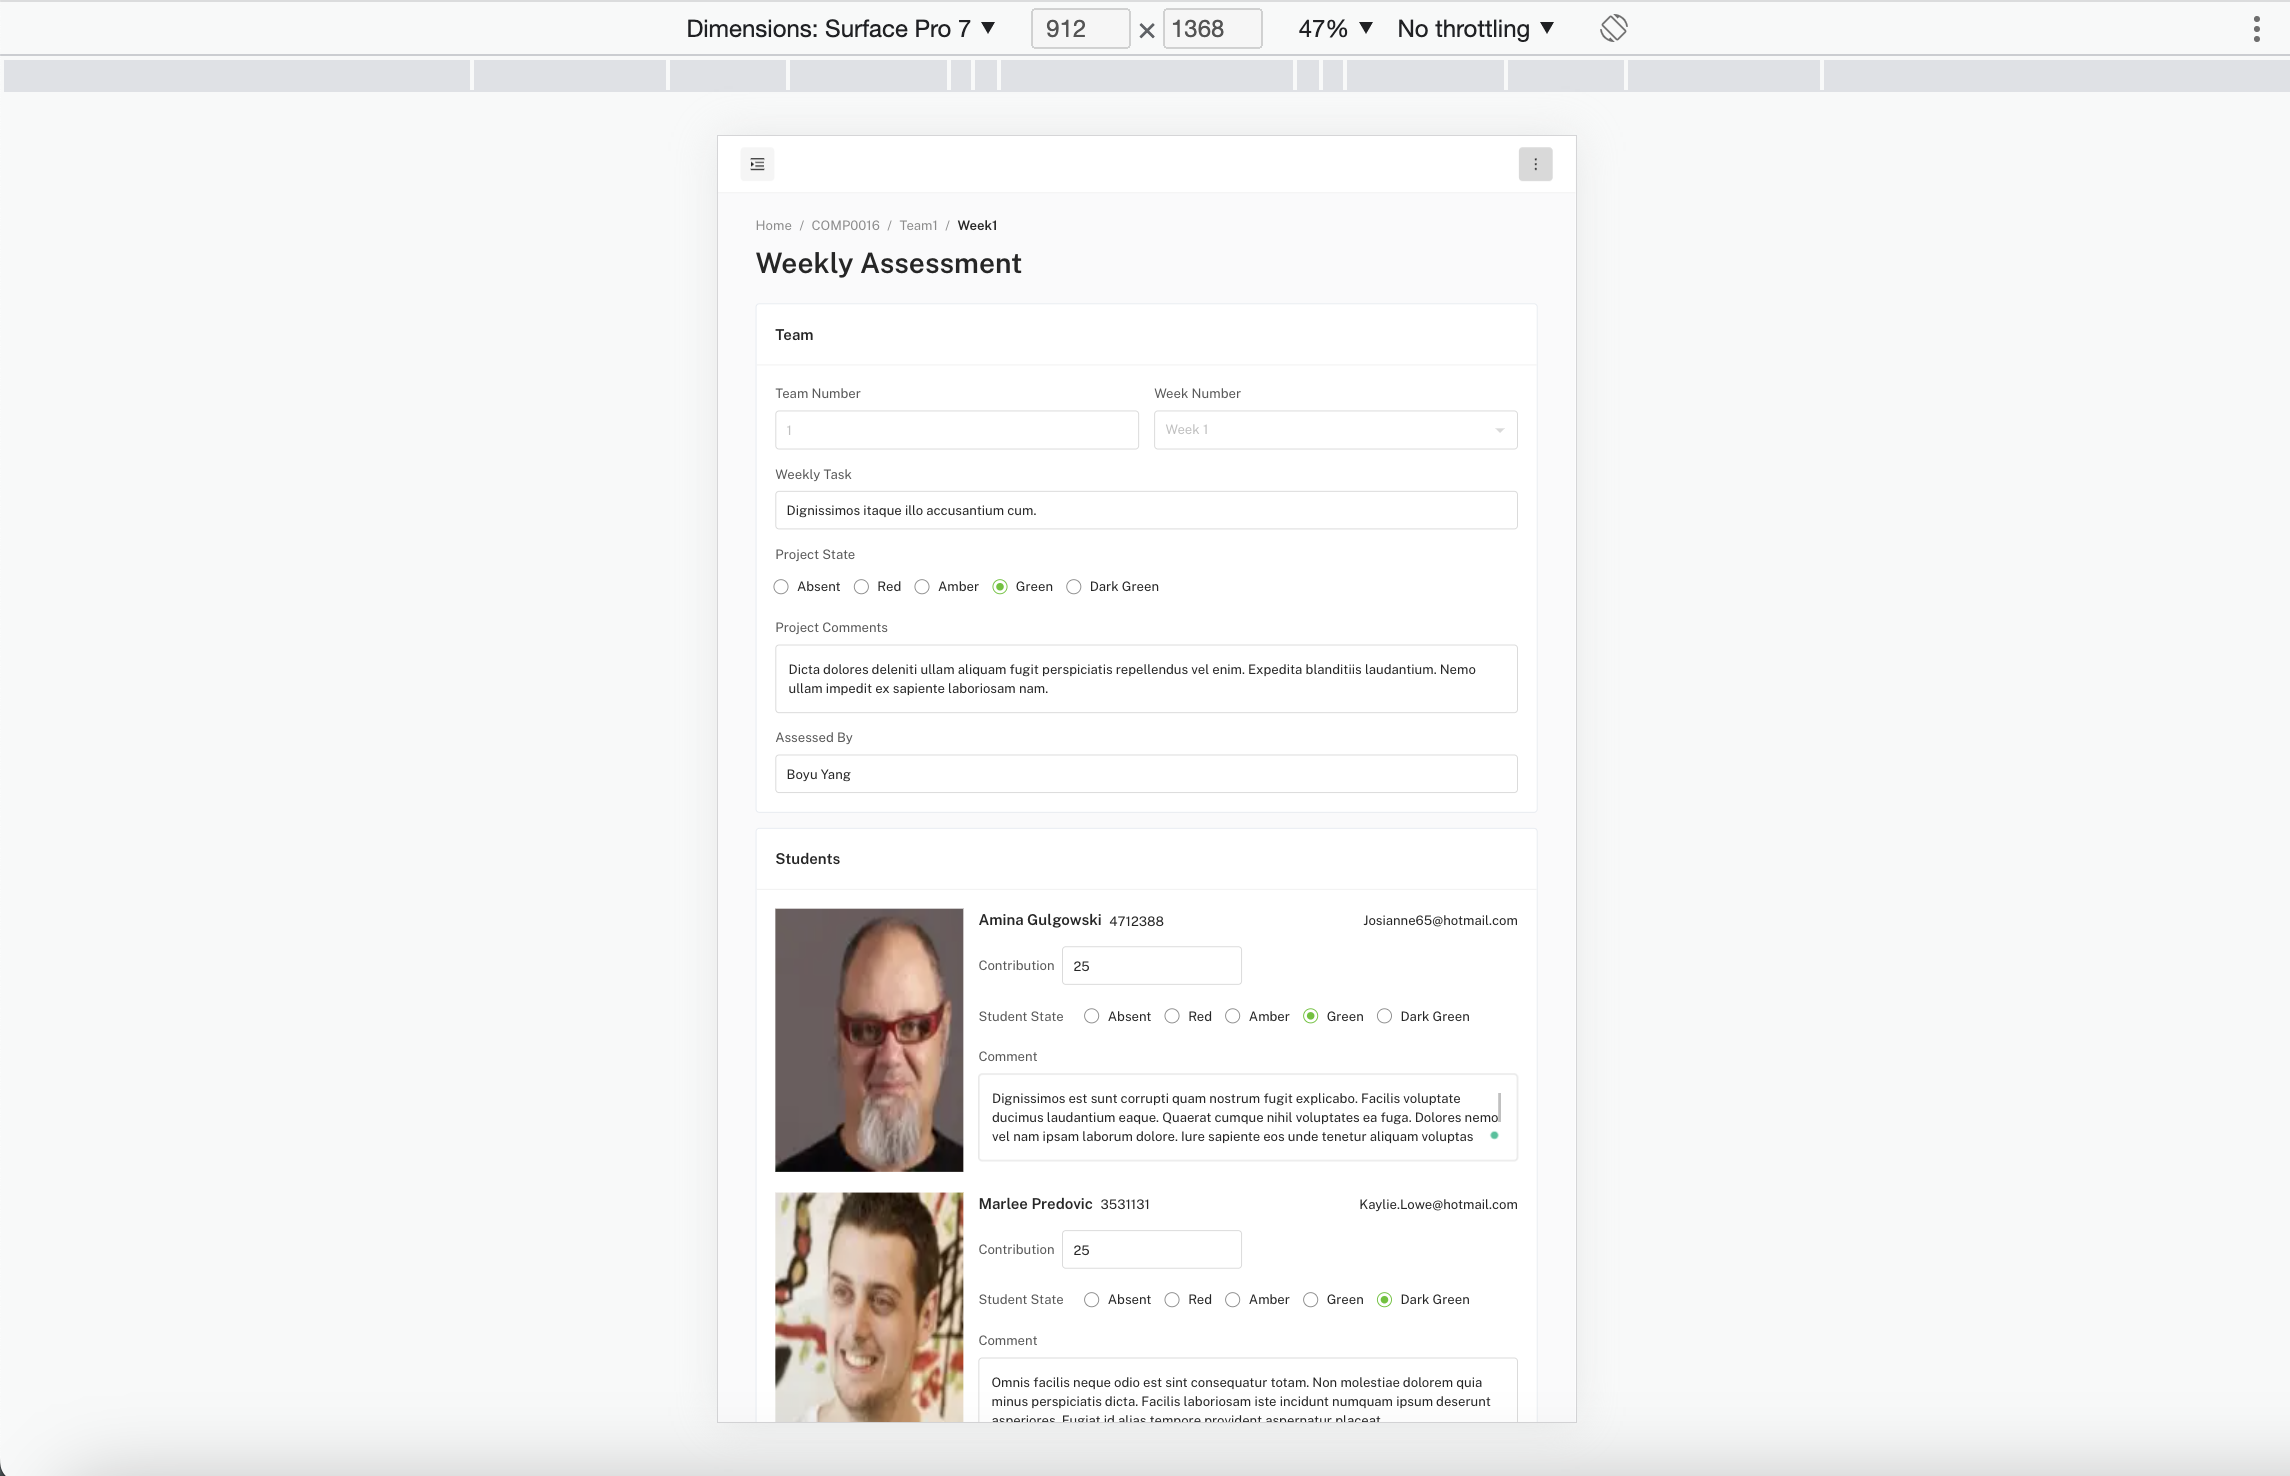 Dimensions: Surface Pro 7 ▼ 912 × 1368 47% ▼ No throttling ▼
Home / COMP0016 / Team1 / Week1
Weekly Assessment
Team
Team Number Week Number
1 Week 1
Weekly Task
Dignissimos itaque illo accusantium cum.
Project State
Absent Red Amber Green Dark Green
Project Comments
Dicta dolores deleniti ullam aliquam fugit perspiciatis repellendus vel enim. Expedita blanditiis laudantium. Nemo
ullam impedit ex sapiente laboriosam nam.
Assessed By
Boyu Yang
Students
Amina Gulgowski 4712388 Josianne65@hotmail.com
Contribution 25
Student State Absent Red Amber Green Dark Green
Comment
Dignissimos est sunt corrupti quam nostrum fugit explicabo. Facilis voluptate
ducimus laudantium eaque. Quaerat cumque nihil voluptates ea fuga. Dolores nemo
vel nam ipsam laborum dolore. Iure sapiente eos unde tenetur aliquam voluptas
Marlee Predovic 3531131 Kaylie.Lowe@hotmail.com
Contribution 25
Student State Absent Red Amber Green Dark Green
Comment
Omnis facilis neque odio est sint consequatur totam. Non molestiae dolorem quia
minus perspiciatis dicta. Facilis laboriosam iste incidunt numquam ipsum deserunt
asperiores. Fugiat id alias tempore provident aspernatur placeat.